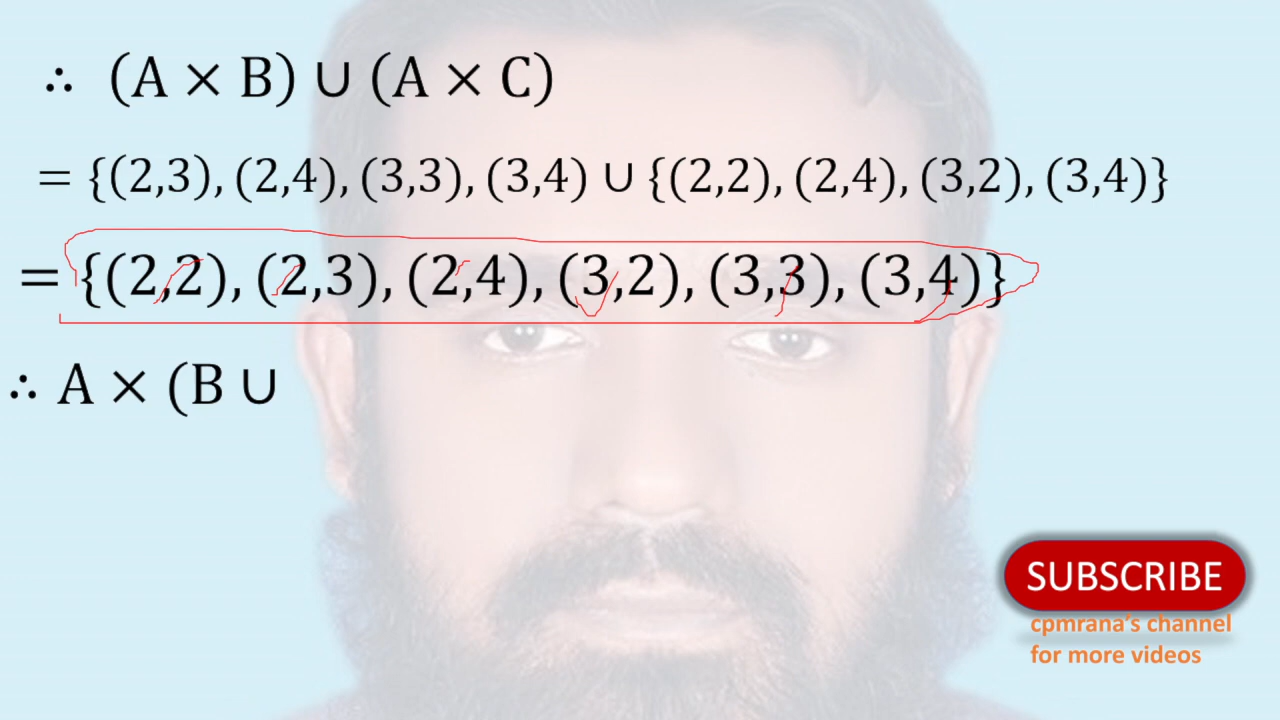 ∴ (A × B) ∪ (A × C)
= {(2,3), (2,4), (3,3), (3,4) ∪ {(2,2), (2,4), (3,2), (3,4)}
= {(2,2), (2,3), (2,4), (3,2), (3,3), (3,4)}
∴ A × (B ∪
SUBSCRIBE
cpmrana's channel
for more videos